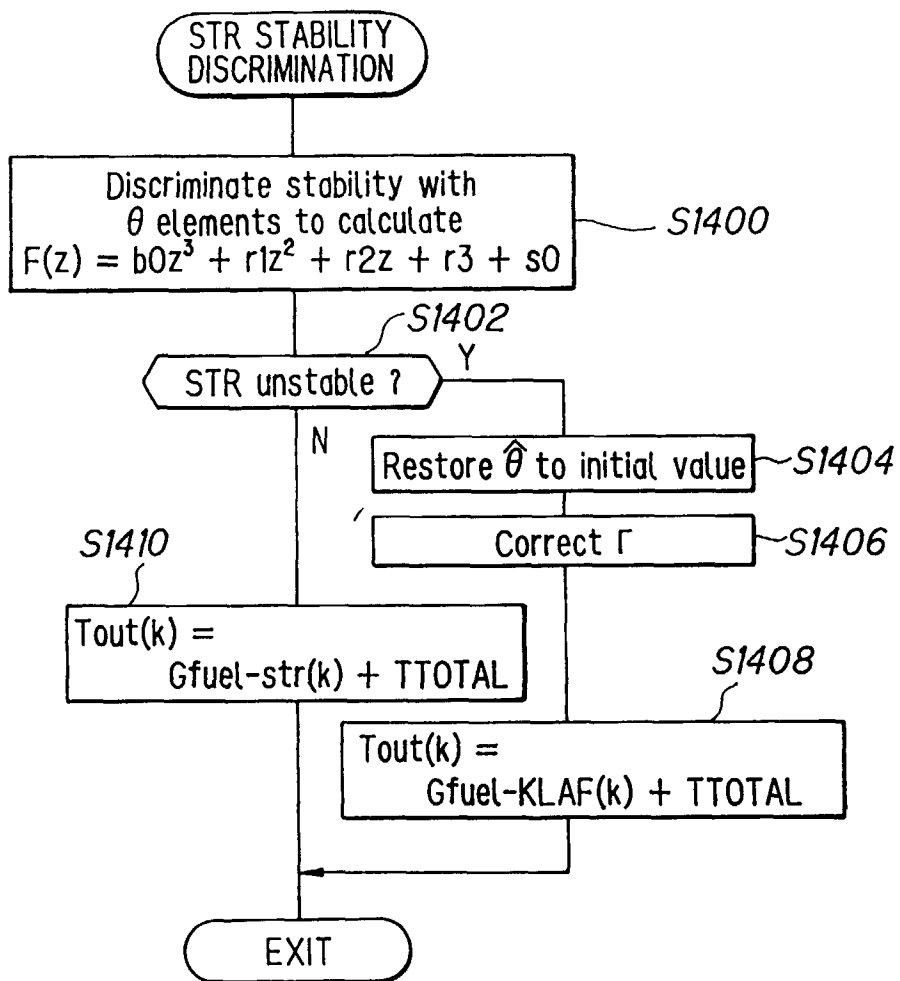 STR STABILITY
DISCRIMINATION
Discriminate stability with
θ elements to calculate
F(z) = b0z³ + r1z² + r2z + r3 + s0
S1400
S1402
STR unstable ?
Y
N
Restore θ̂ to initial value
S1404
Correct Γ
S1406
S1410
Tout(k) =
Gfuel-str(k) + TTOTAL
S1408
Tout(k) =
Gfuel-KLAF(k) + TTOTAL
EXIT